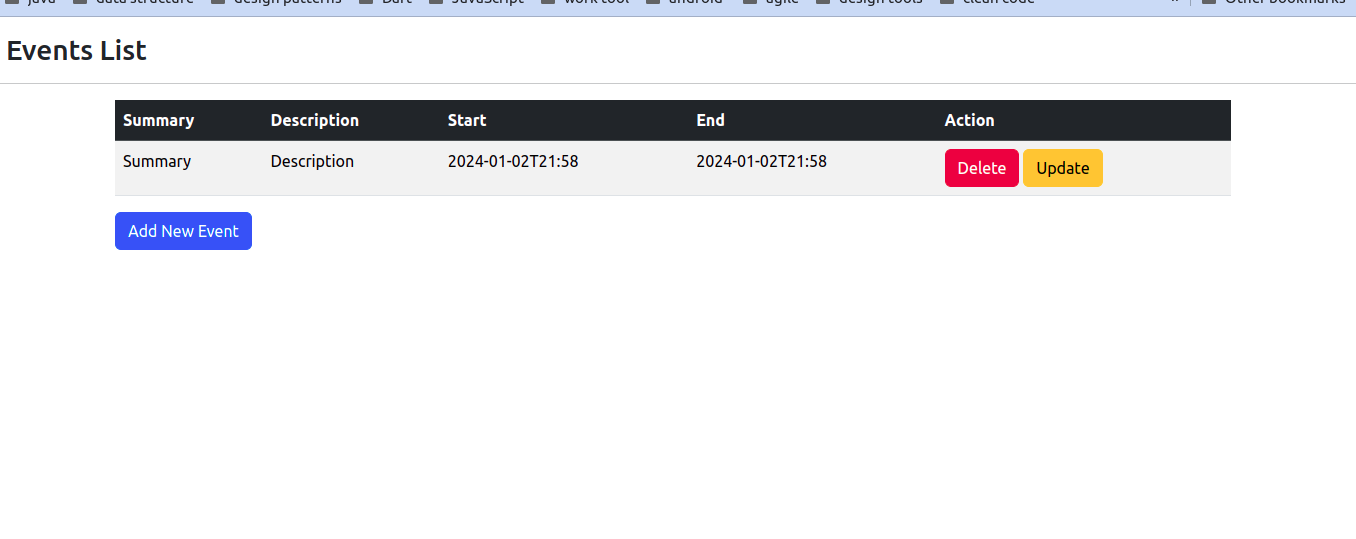 java data structure design patterns Dart JavaScript work tool android agile design tools clean code » Other bookmarks
Events List
Summary Description Start End Action
Summary Description 2024-01-02T21:58 2024-01-02T21:58 Delete Update
Add New Event